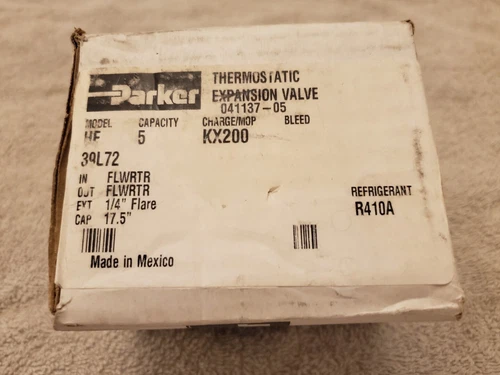 Parker
THERMOSTATIC
EXPANSION VALVE
041137-05
MODEL CAPACITY CHARGE/MOP BLEED
HF 5 KX200
39L72
IN FLWRTR
OUT FLWRTR
EXT 1/4" Flare
CAP 17.5"
REFRIGERANT
R410A
Made in Mexico